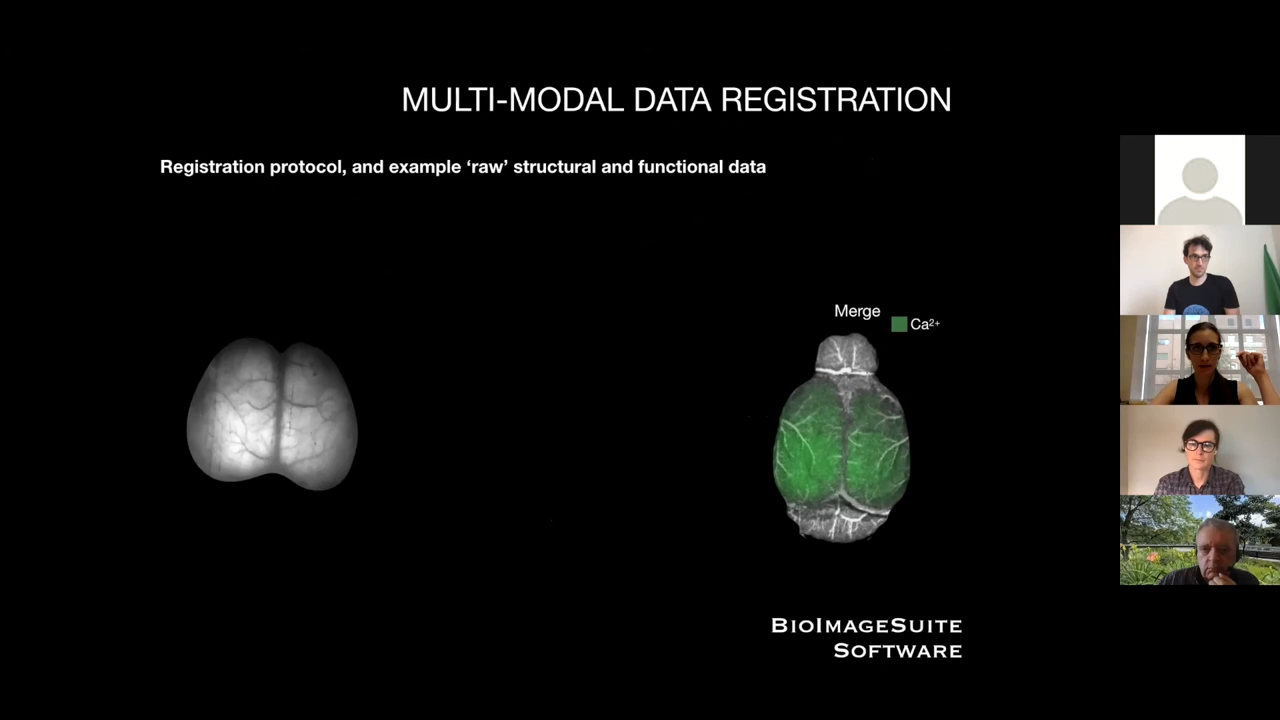 MULTI-MODAL DATA REGISTRATION
Registration protocol, and example ‘raw’ structural and functional data
Merge
Ca²⁺
BIOIMAGESUITE
SOFTWARE